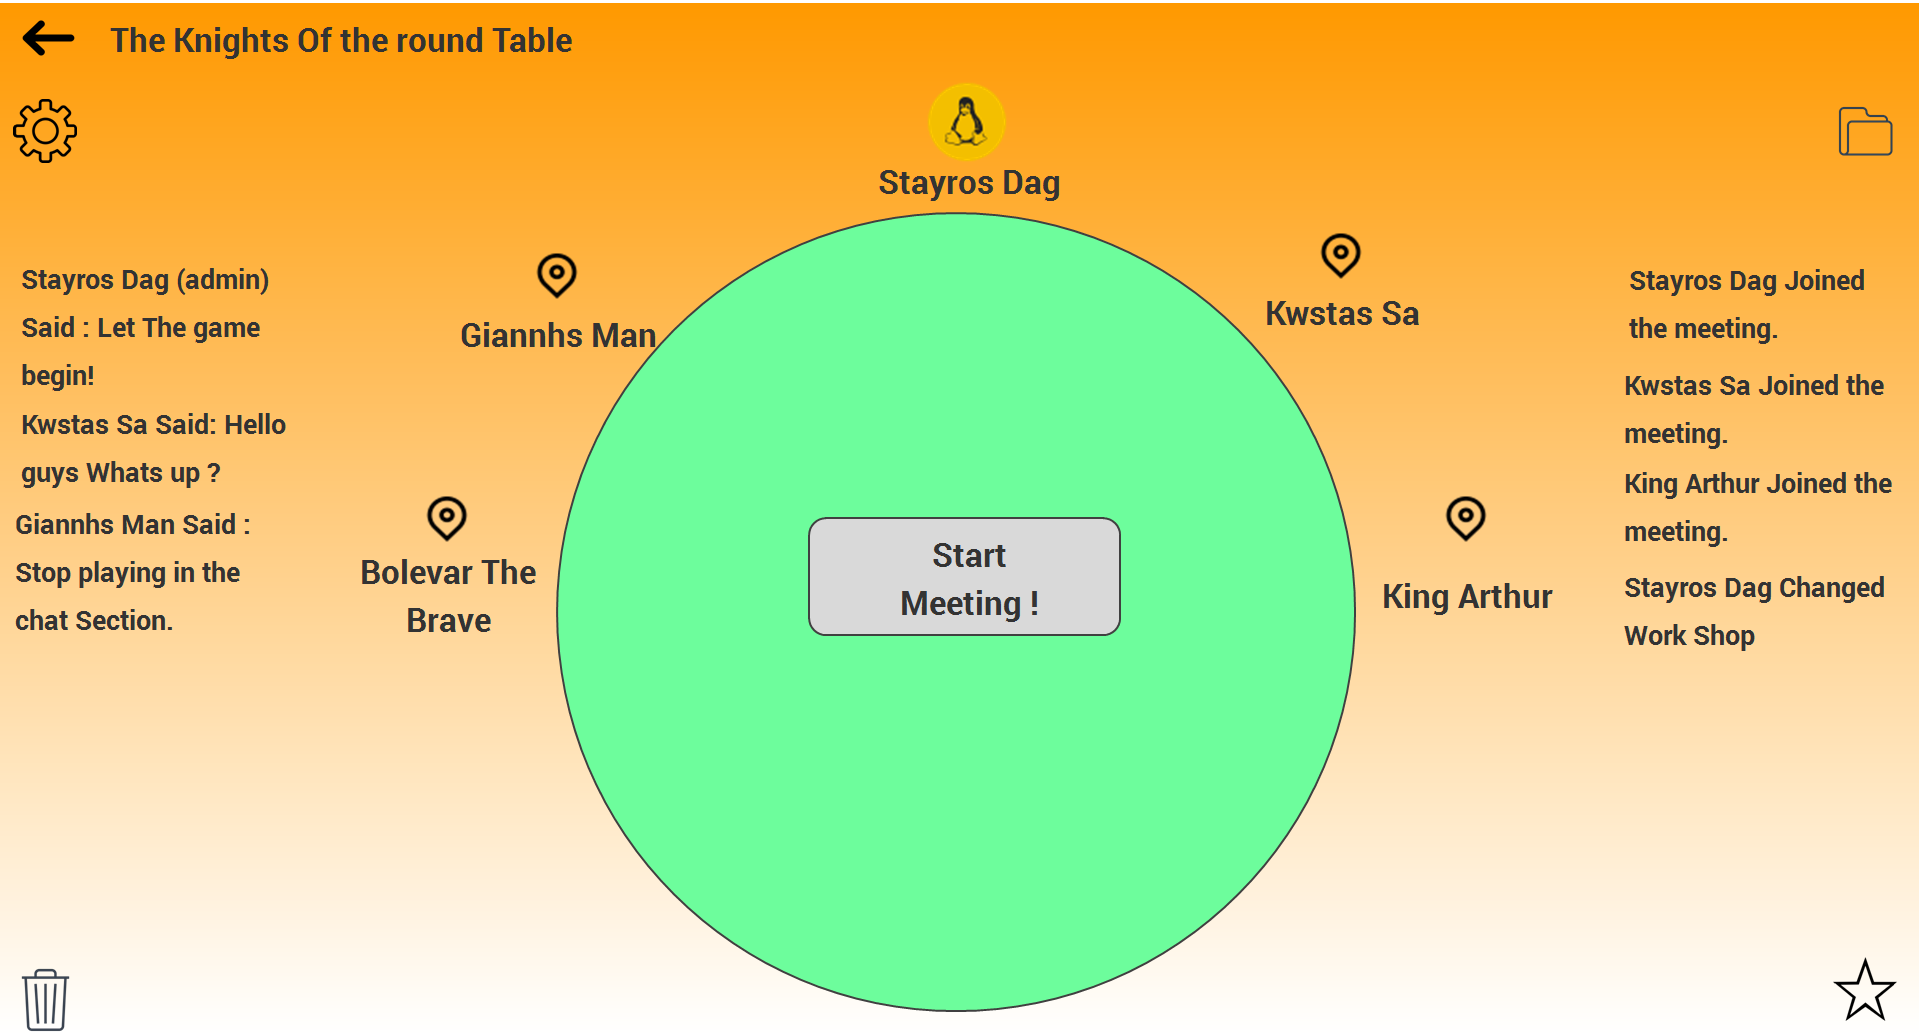 The Knights Of the round Table
Stayros Dag
Stayros Dag (admin)
Said : Let The game
begin!
Kwstas Sa Said: Hello
guys Whats up ?
Giannhs Man Said :
Stop playing in the
chat Section.
Giannhs Man
Bolevar The
Brave
Start
Meeting !
Kwstas Sa
King Arthur
Stayros Dag Joined
the meeting.
Kwstas Sa Joined the
meeting.
King Arthur Joined the
meeting.
Stayros Dag Changed
Work Shop